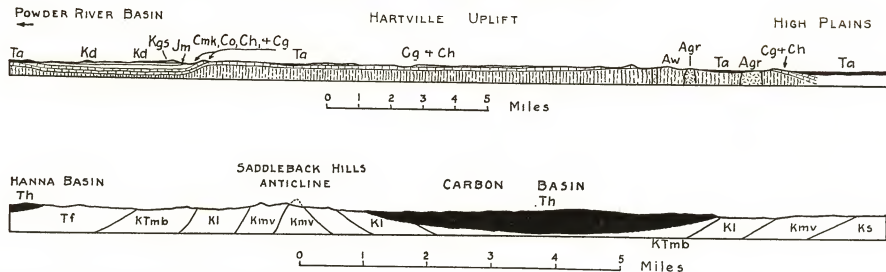 POWDER RIVER BASIN HARTVILLE UPLIFT HIGH PLAINS
Ta Kd Kd Kgs Jm Cmk, Co, Ch, + Cg Ta Cg + Ch Aw Agr Ta Agr Cg + Ch Ta
0 1 2 3 4 5 Miles
SADDLEBACK HILLS
ANTICLINE
HANNA BASIN CARBON BASIN
Th Th
Tf KTmb Kl Kmv Kmv Kl KTmb Kl Kmv Ks
0 1 2 3 4 5
Miles